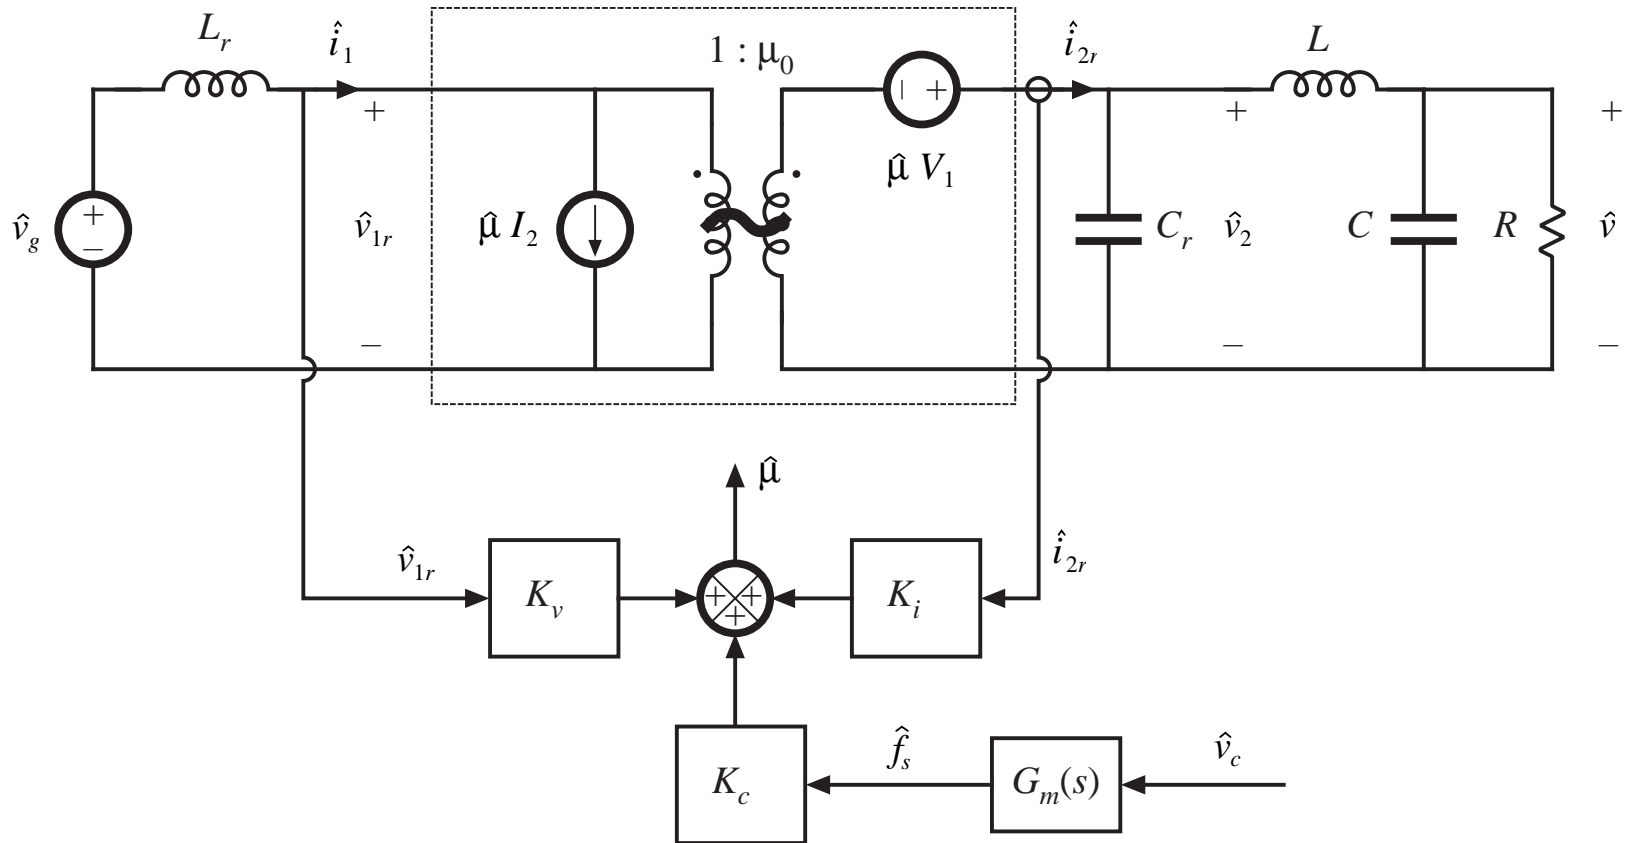 L_r
î_1
1 : μ_0
î_2r
L
+
− +
+
+
μ̂ V_1
v̂_g
+
−
v̂_1r
μ̂ I_2
C_r
v̂_2
C
R
v̂
−
−
−
μ̂
v̂_1r
î_2r
K_v
+ +
+
K_i
K_c
f̂_s
G_m(s)
v̂_c